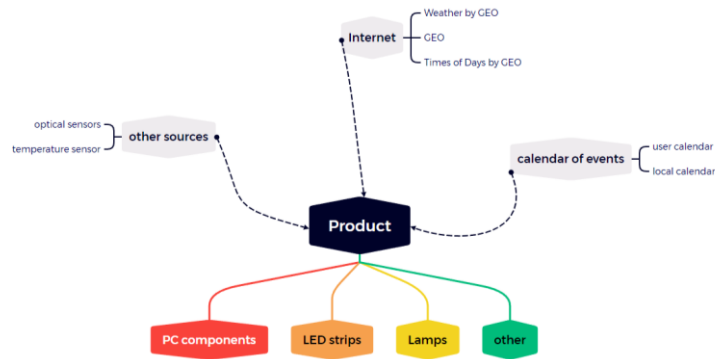 Weather by GEO
Internet
GEO
Times of Days by GEO
optical sensors
other sources
temperature sensor
user calendar
calendar of events
local calendar
Product
PC components
LED strips
Lamps
other